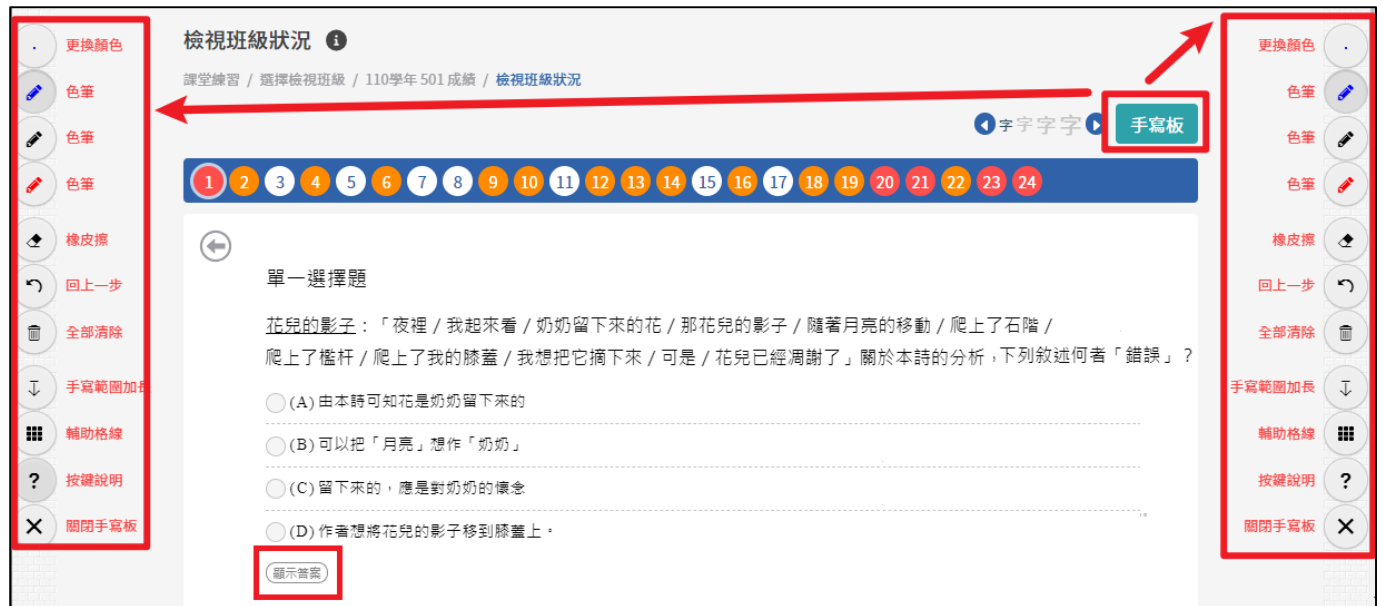 更換顏色
色筆
色筆
色筆
橡皮擦
回上一步
全部清除
手寫範圍加長
輔助格線
? 按鍵說明
關閉手寫板
檢視班級狀況
課堂練習 / 選擇檢視班級 / 110學年 501 成績 / 檢視班級狀況
字字字字 手寫板
1 2 3 4 5 6 7 8 9 10 11 12 13 14 15 16 17 18 19 20 21 22 23 24
單一選擇題
花兒的影子：「夜裡 / 我起來看 / 奶奶留下來的花 / 那花兒的影子 / 隨著月亮的移動 / 爬上了石階 /
爬上了檻杆 / 爬上了我的膝蓋 / 我想把它摘下來 / 可是 / 花兒已經凋謝了」關於本詩的分析，下列敘述何者「錯誤」？
(A) 由本詩可知花是奶奶留下來的
(B) 可以把「月亮」想作「奶奶」
(C) 留下來的，應是對奶奶的懷念
(D) 作者想將花兒的影子移到膝蓋上。
顯示答案
更換顏色
色筆
色筆
色筆
橡皮擦
回上一步
全部清除
手寫範圍加長
輔助格線
按鍵說明 ?
關閉手寫板